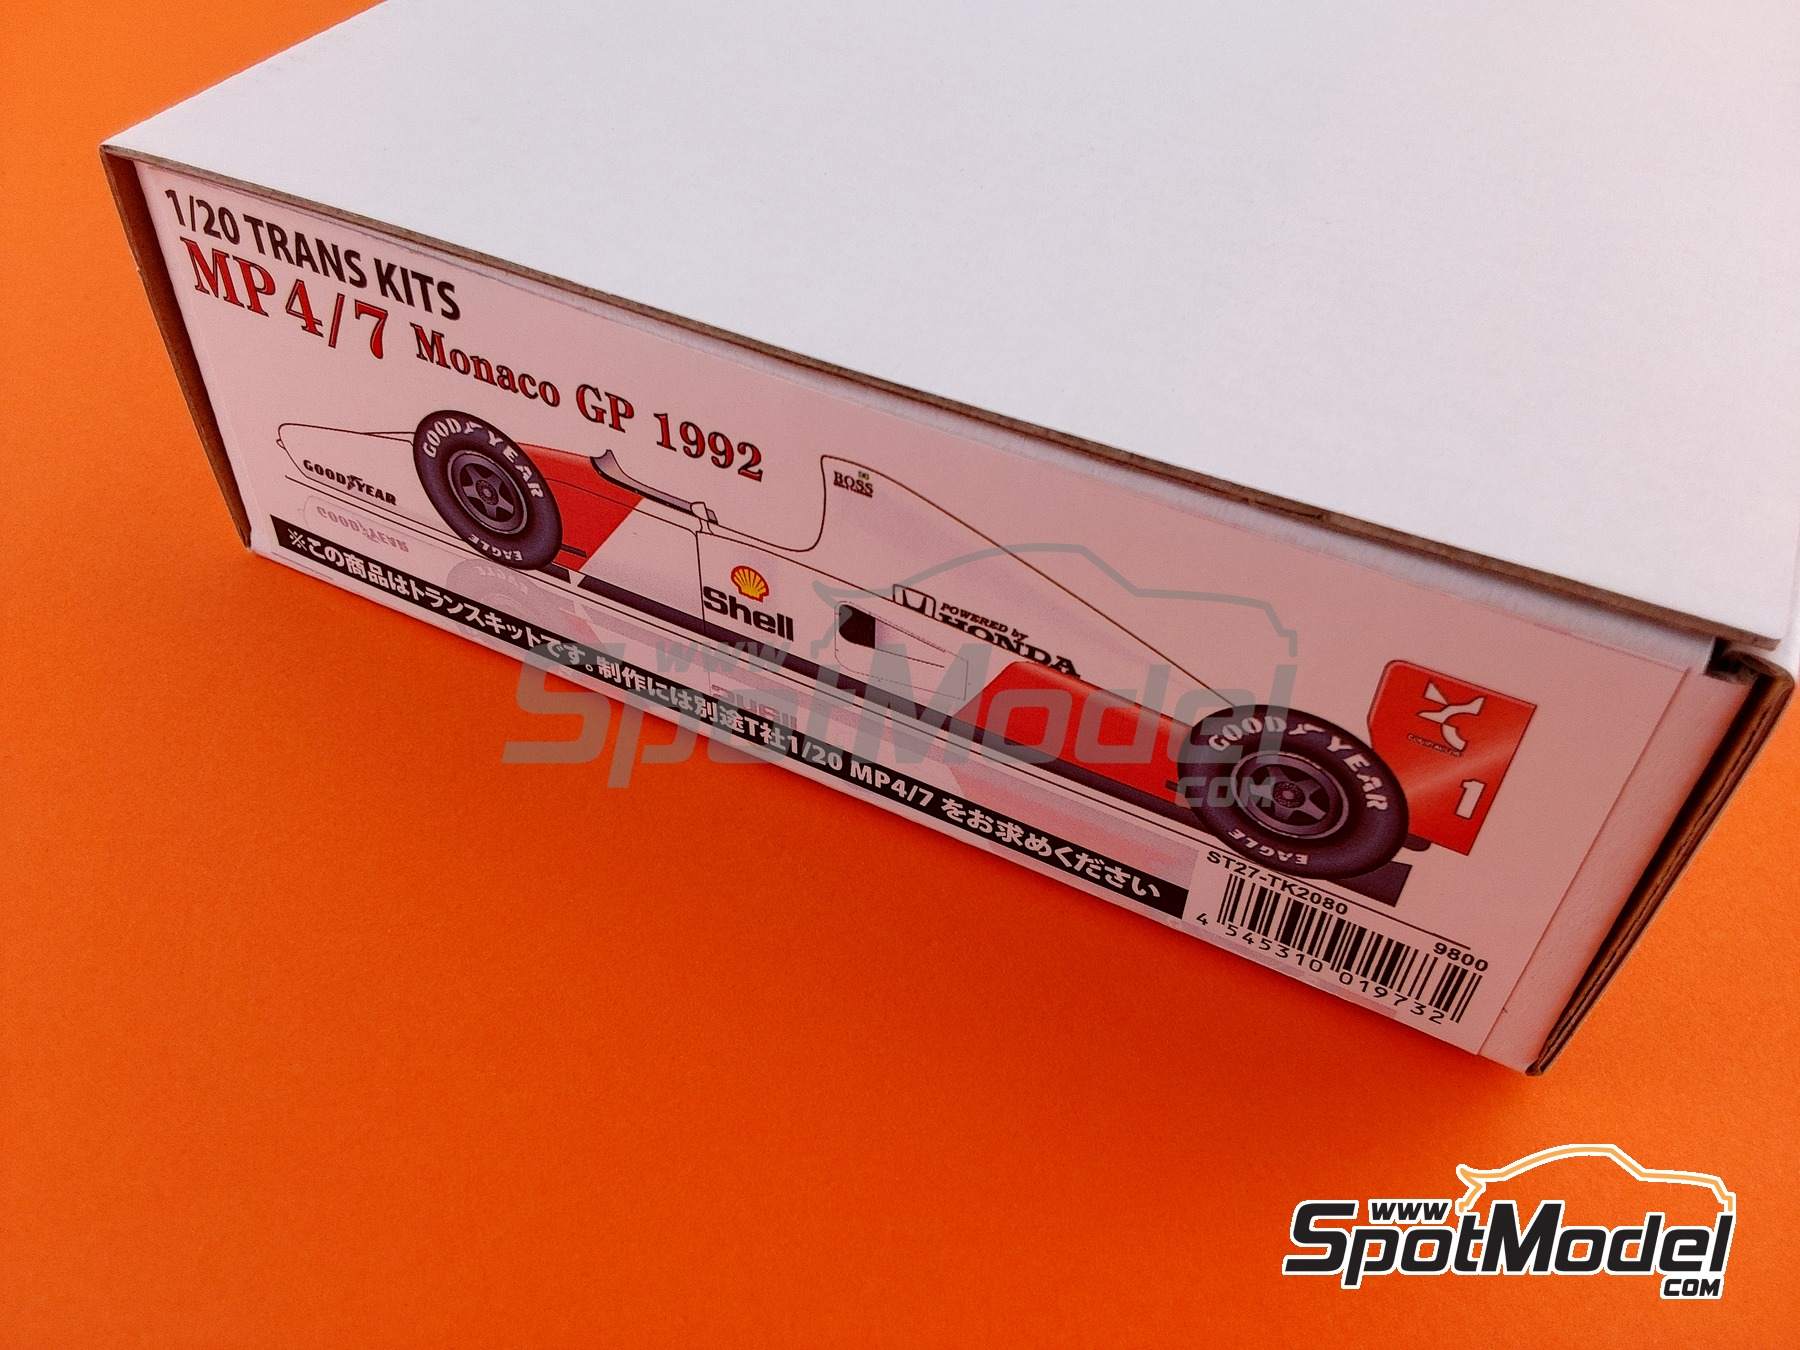 1/20 TRANS KITS
MP4/7 Monaco GP 1992
GOODYEAR
GOODYEAR
EAGLE
BOSS
Shell
POWERED by
HONDA
GOODYEAR
EAGLE
1
※この商品はトランスキットです。制作には別途T社1/20 MP4/7 をお求めください
ST27-TK2080
9800
4 545310 019732
www
SpotModel
.COM
www
SpotModel
.COM